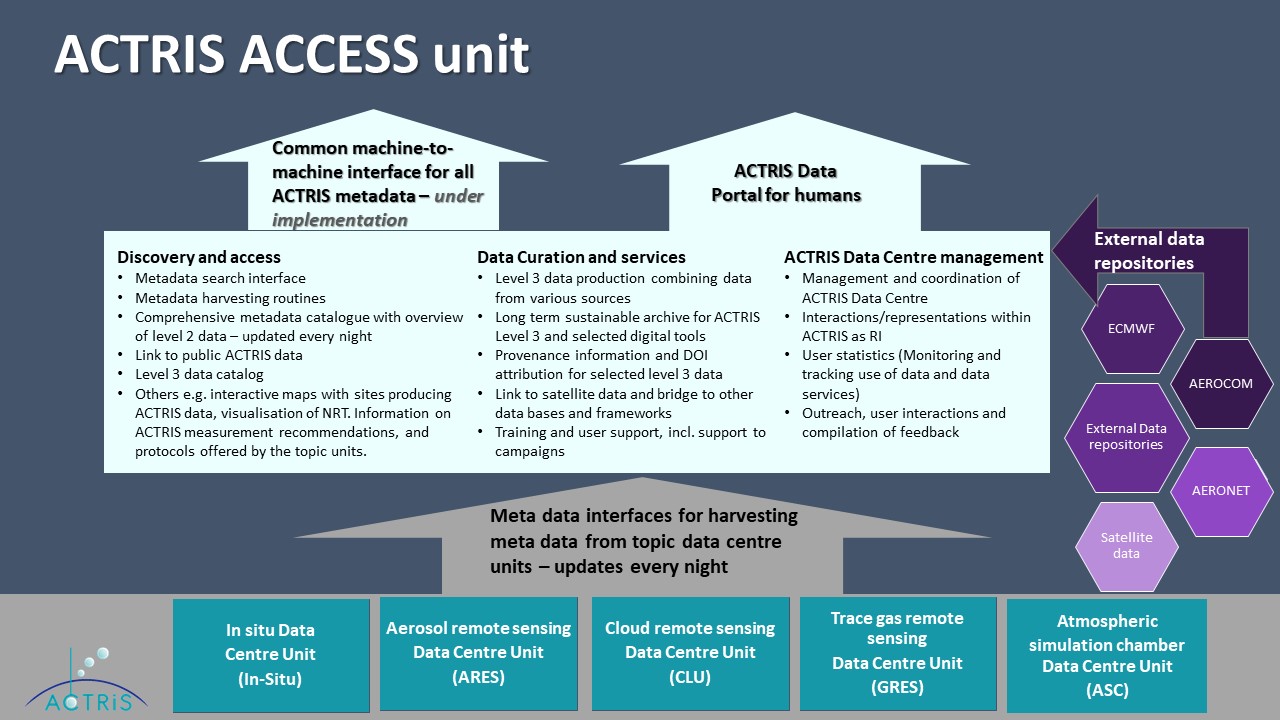 ACTRIS ACCESS unit
Common machine-to-
machine interface for all
ACTRIS metadata – under
implementation
ACTRIS Data
Portal for humans
Discovery and access
• Metadata search interface
• Metadata harvesting routines
• Comprehensive metadata catalogue with overview
of level 2 data – updated every night
• Link to public ACTRIS data
• Level 3 data catalog
• Others e.g. interactive maps with sites producing
ACTRIS data, visualisation of NRT. Information on
ACTRIS measurement recommendations, and
protocols offered by the topic units.
Data Curation and services
• Level 3 data production combining data
from various sources
• Long term sustainable archive for ACTRIS
Level 3 and selected digital tools
• Provenance information and DOI
attribution for selected level 3 data
• Link to satellite data and bridge to other
data bases and frameworks
• Training and user support, incl. support to
campaigns
ACTRIS Data Centre management
• Management and coordination of
ACTRIS Data Centre
• Interactions/representations within
ACTRIS as RI
• User statistics (Monitoring and
tracking use of data and data
services)
• Outreach, user interactions and
compilation of feedback
External data
repositories
ECMWF
AEROCOM
External Data
repositories
AERONET
Satellite
data
Meta data interfaces for harvesting
meta data from topic data centre
units – updates every night
In situ Data
Centre Unit
(In-Situ)
Aerosol remote sensing
Data Centre Unit
(ARES)
Cloud remote sensing
Data Centre Unit
(CLU)
Trace gas remote
sensing
Data Centre Unit
(GRES)
Atmospheric
simulation chamber
Data Centre Unit
(ASC)
ACTRiS